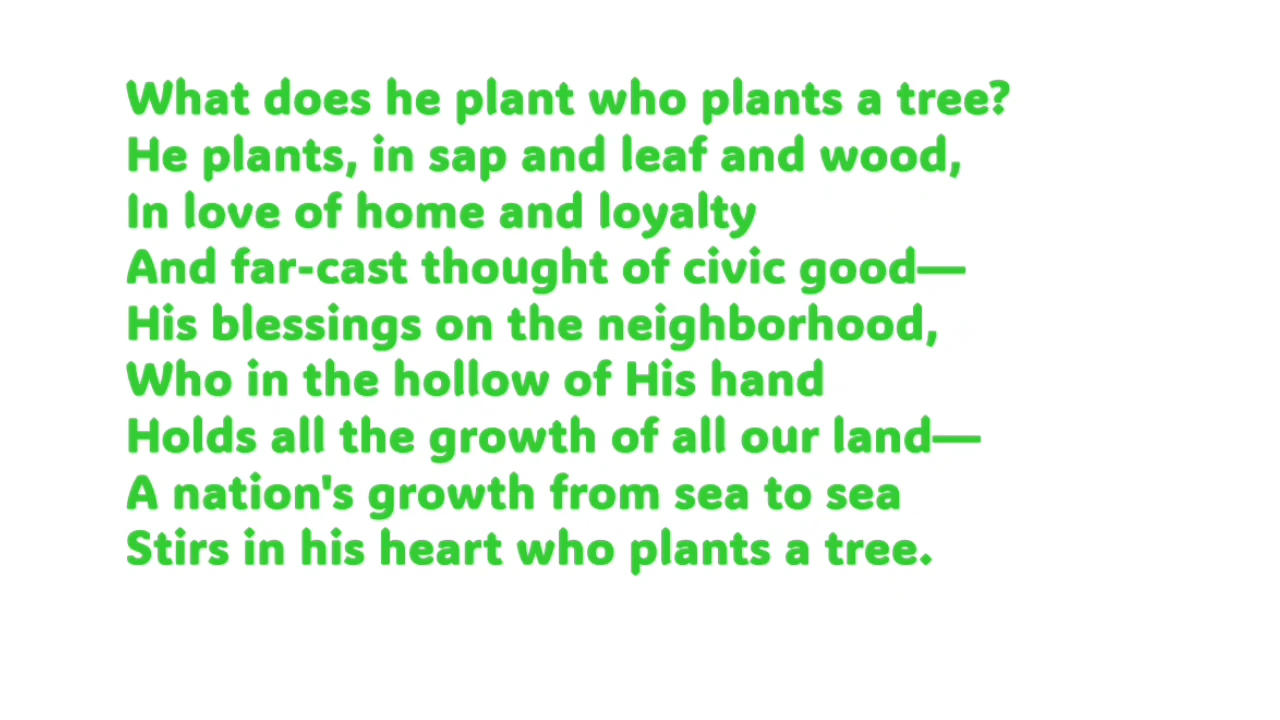 What does he plant who plants a tree?
He plants, in sap and leaf and wood,
In love of home and loyalty
And far-cast thought of civic good—
His blessings on the neighborhood,
Who in the hollow of His hand
Holds all the growth of all our land—
A nation's growth from sea to sea
Stirs in his heart who plants a tree.